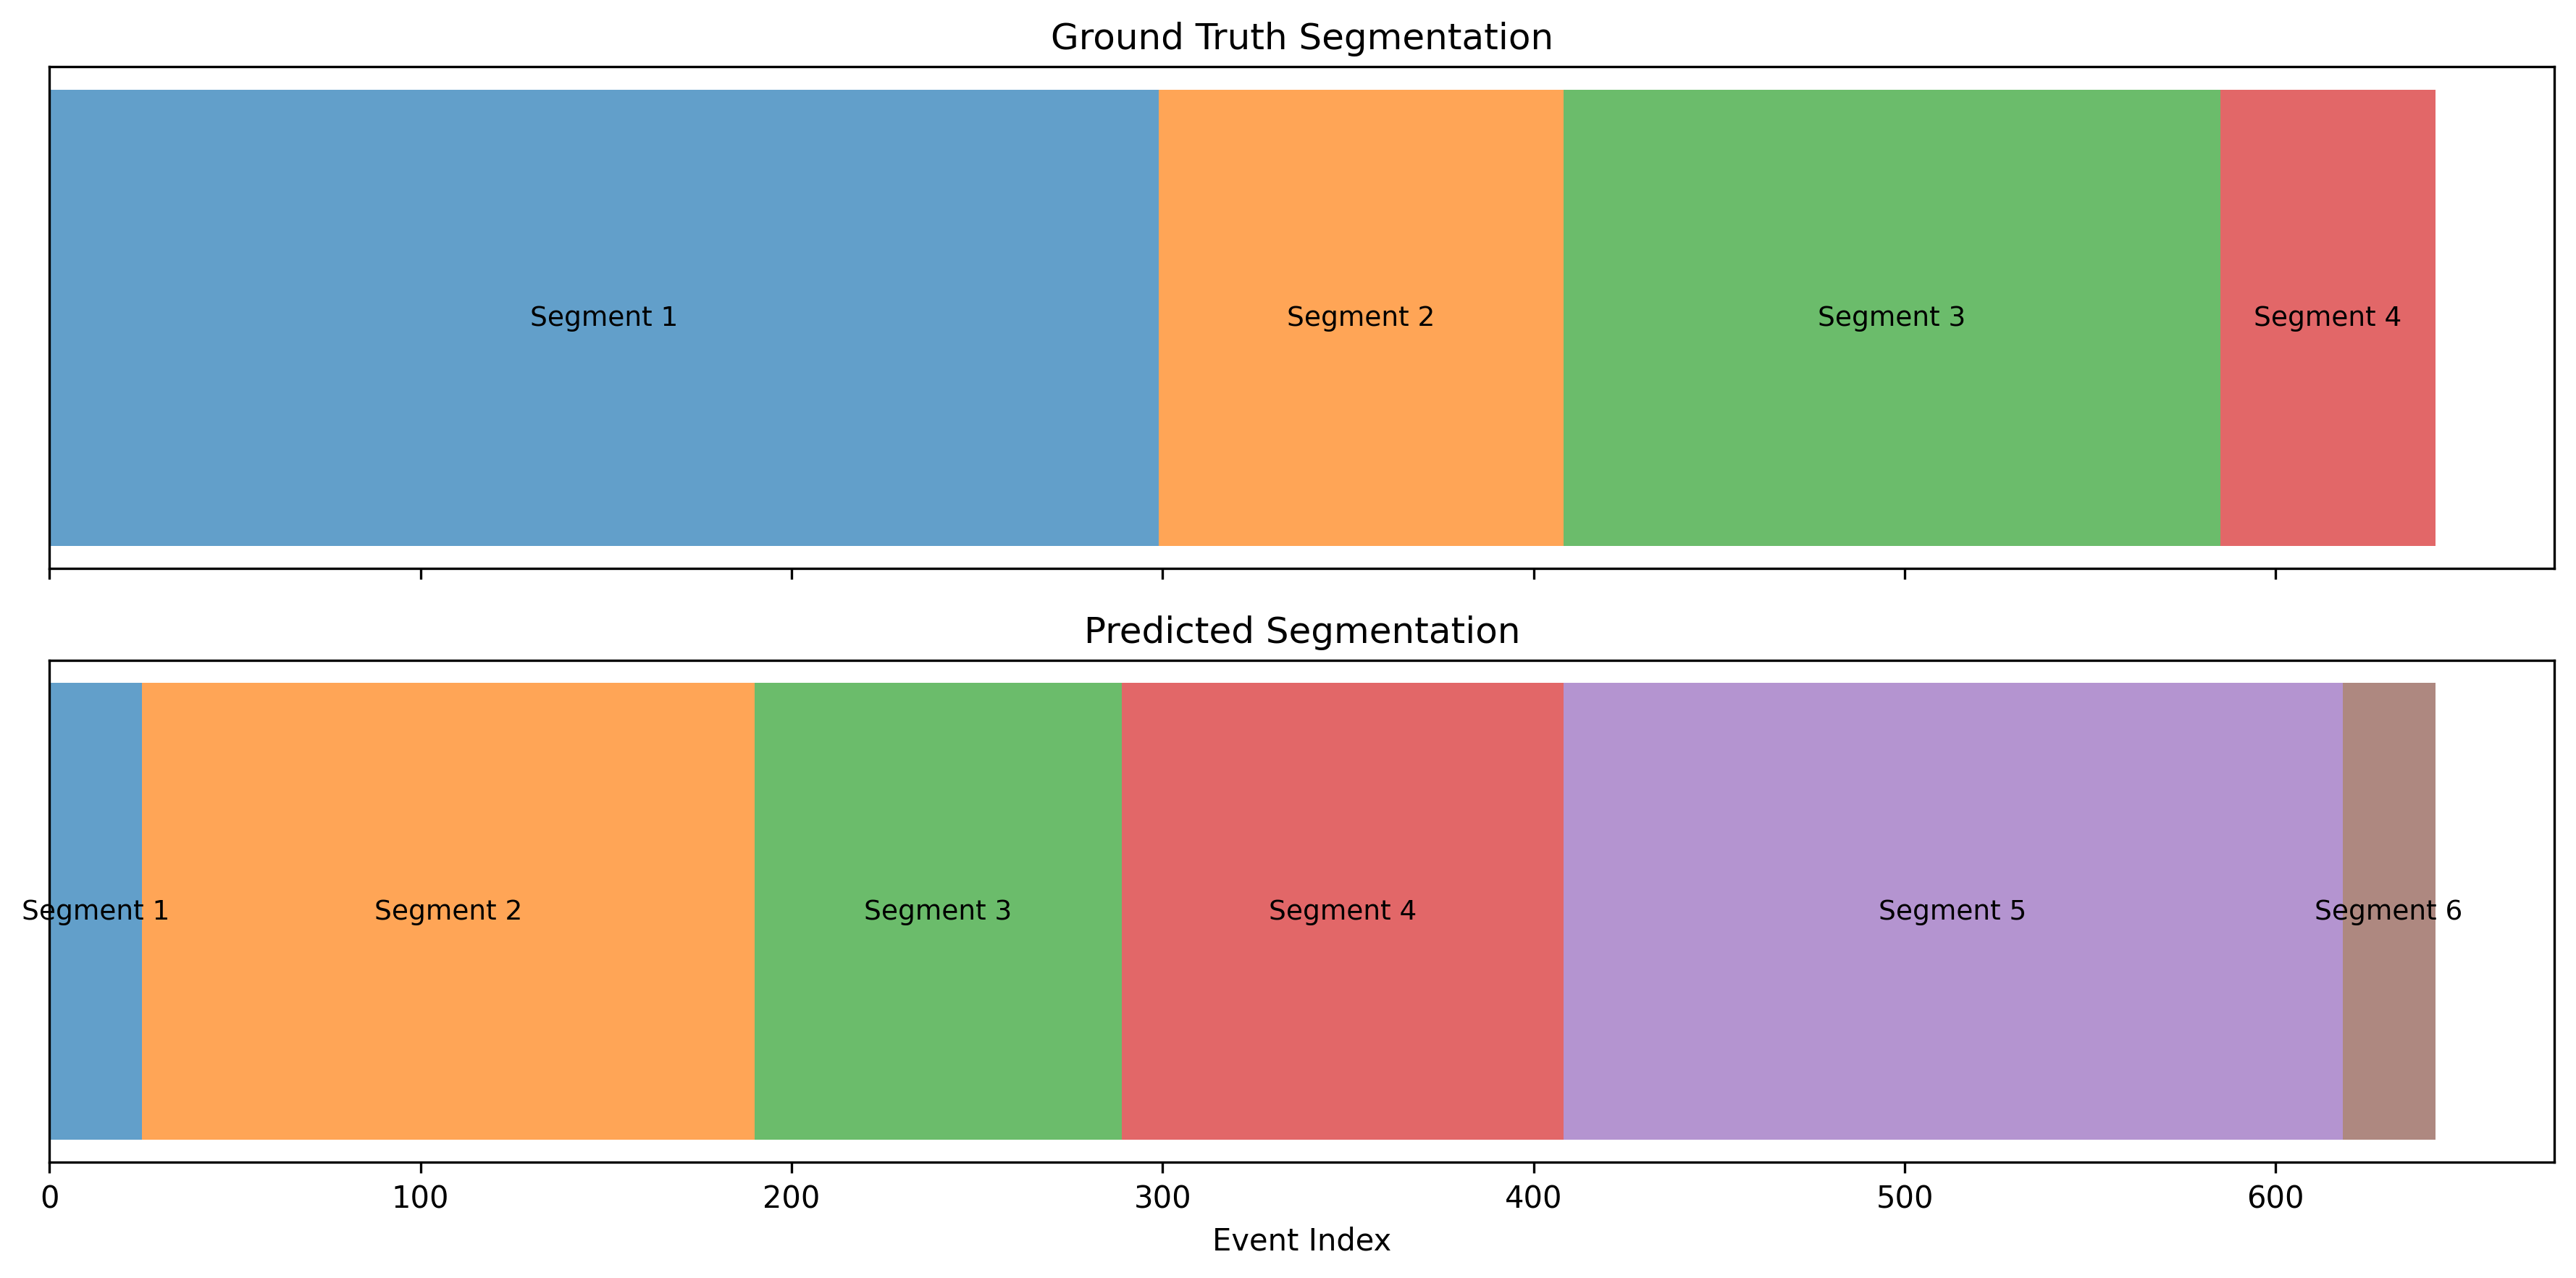 Ground Truth Segmentation
Segment 1 Segment 2 Segment 3 Segment 4
Predicted Segmentation
Segment 1 Segment 2 Segment 3 Segment 4 Segment 5 Segment 6
0 100 200 300 400 500 600
Event Index